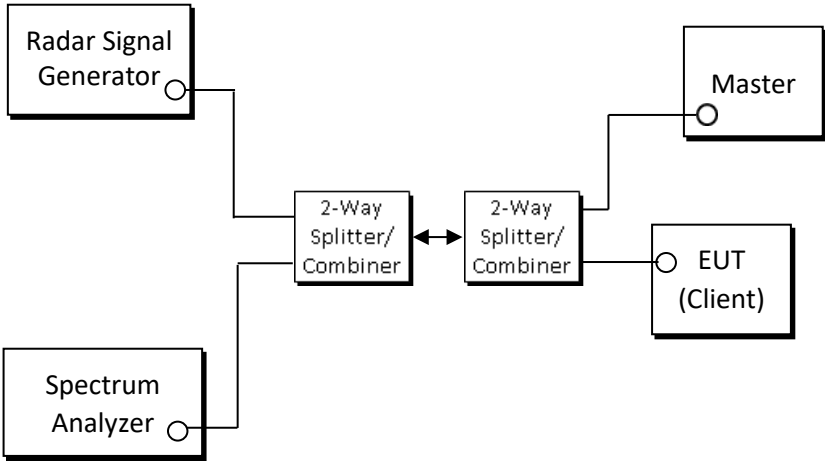 Radar Signal
Generator
Master
2-Way
Splitter/
Combiner
2-Way
Splitter/
Combiner
EUT
(Client)
Spectrum
Analyzer